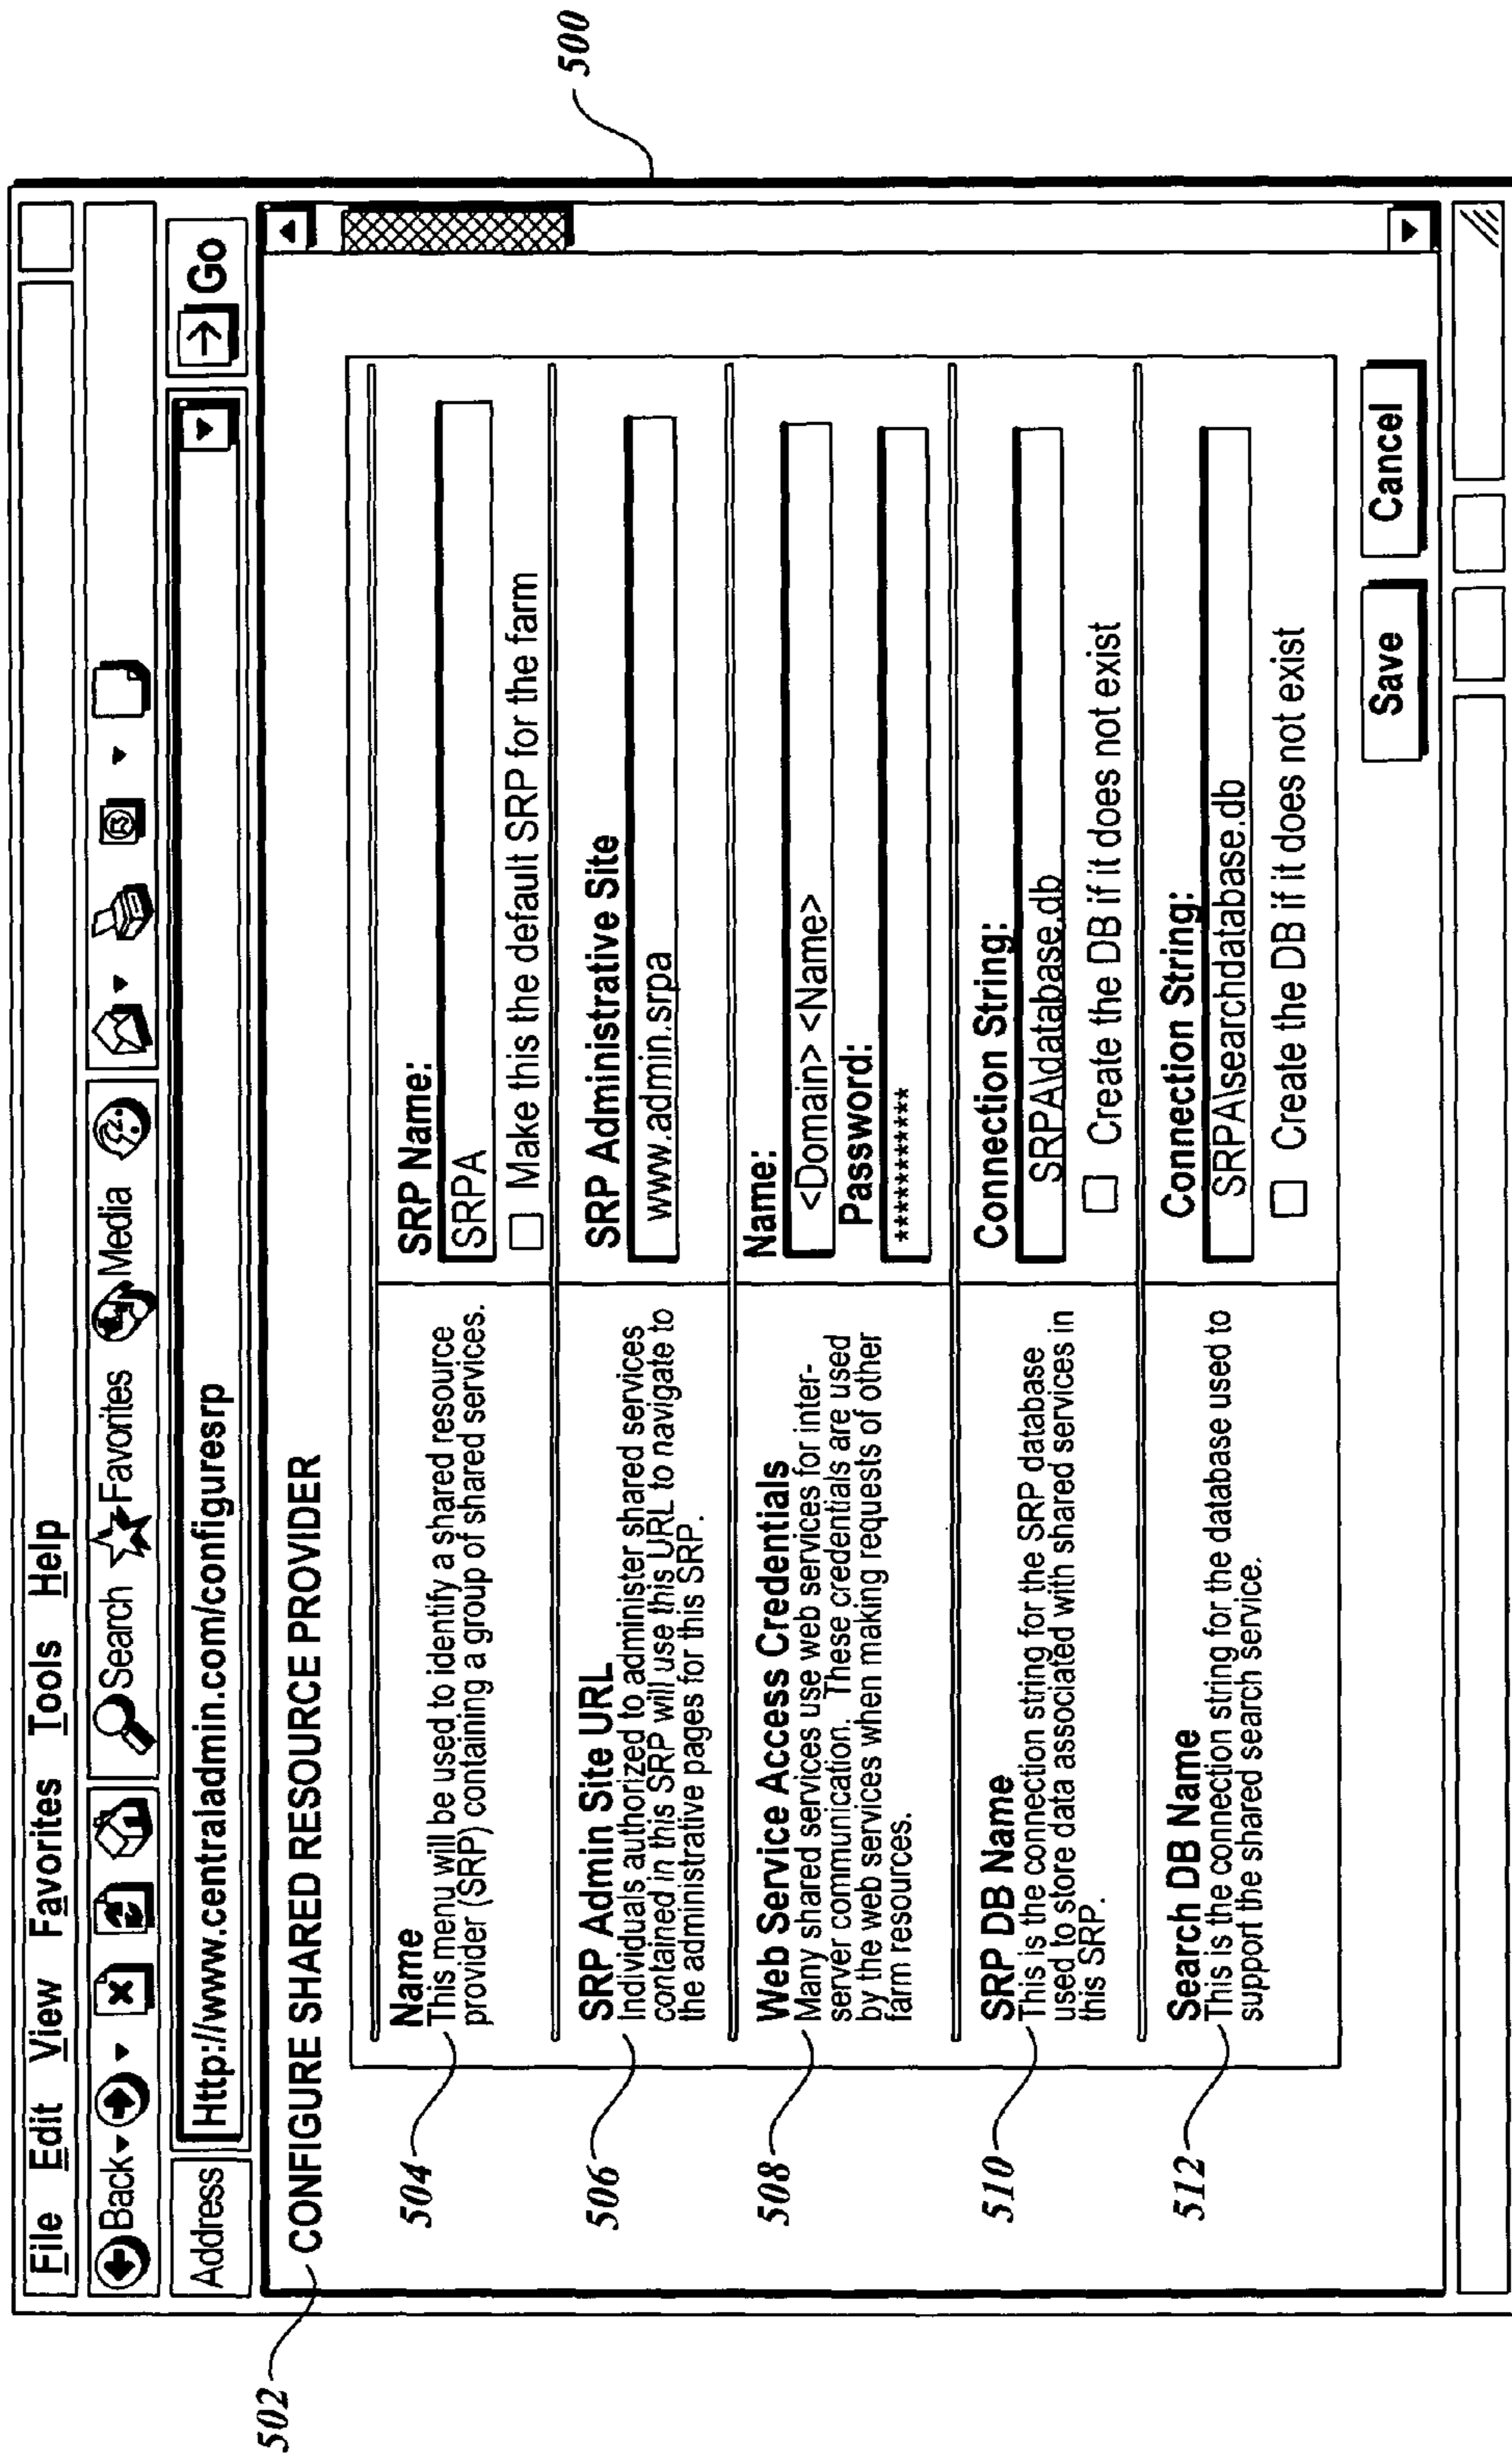 File Edit View Favorites Tools Help
Back Search Favorites Media
Address Http://www.centraladmin.com/configuresrp Go
500
502
CONFIGURE SHARED RESOURCE PROVIDER
504
Name
This menu will be used to identify a shared resource
provider (SRP) containing a group of shared services.
SRP Name:
SRPA
Make this the default SRP for the farm
506
SRP Admin Site URL
Individuals authorized to administer shared services
contained in this SRP will use this URL to navigate to
the administrative pages for this SRP.
SRP Administrative Site
www.admin.srpa
508
Web Service Access Credentials
Many shared services use web services for inter-
server communication. These credentials are used
by the web services when making requests of other
farm resources.
Name:
<Domain> <Name>
Password:
**********
510
SRP DB Name
This is the connection string for the SRP database
used to store data associated with shared services in
this SRP.
Connection String:
SRPA\database.db
Create the DB if it does not exist
512
Search DB Name
This is the connection string for the database used to
support the shared search service.
Connection String:
SRPA\searchdatabase.db
Create the DB if it does not exist
Save Cancel